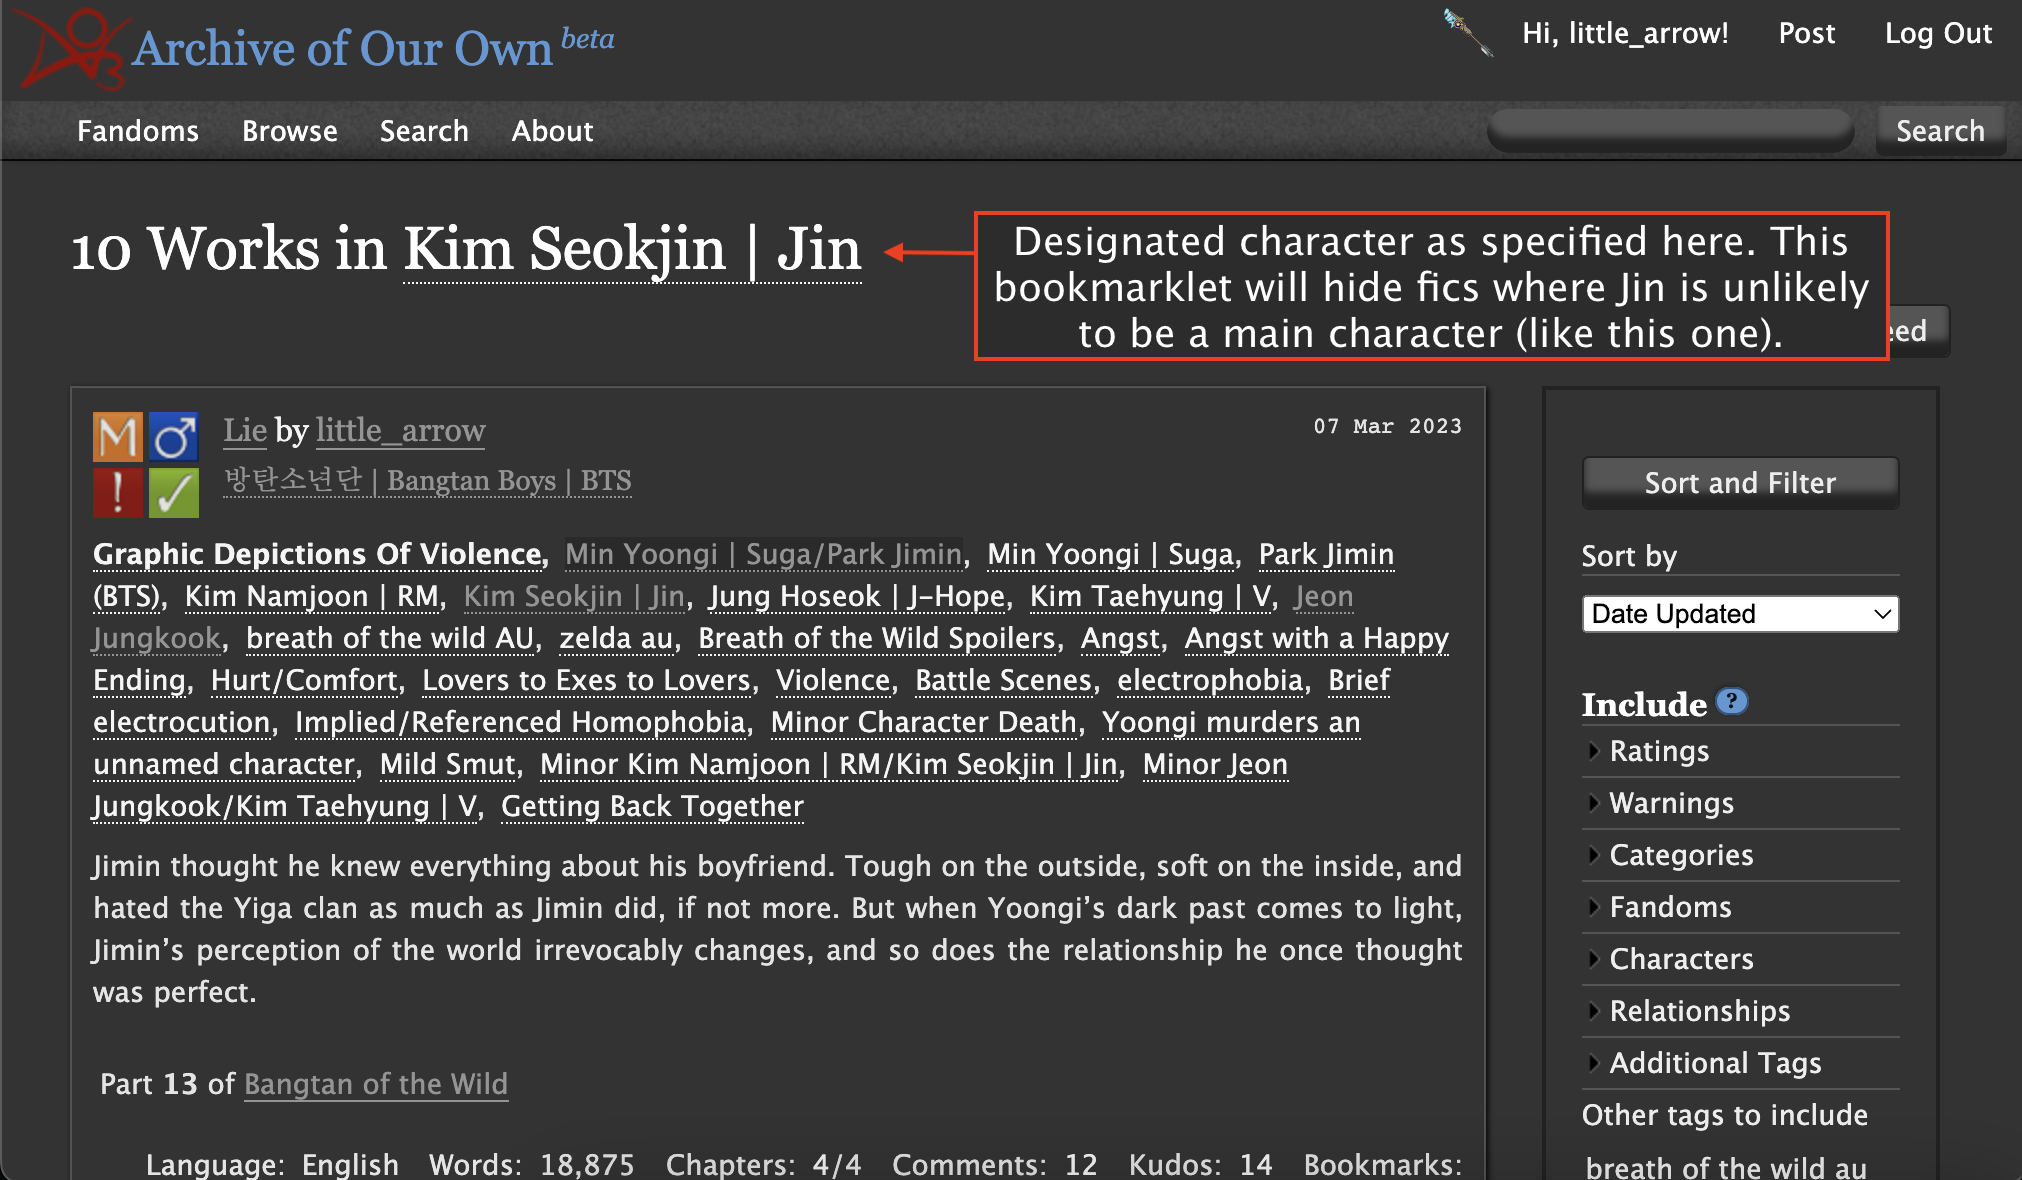 Archive of Our Own beta
Hi, little_arrow! Post Log Out
Fandoms Browse Search About
Search
10 Works in Kim Seokjin | Jin
Designated character as specified here. This
bookmarklet will hide fics where Jin is unlikely
to be a main character (like this one).
Lie by little_arrow
07 Mar 2023
방탄소년단 | Bangtan Boys | BTS
Graphic Depictions Of Violence, Min Yoongi | Suga/Park Jimin, Min Yoongi | Suga, Park Jimin
(BTS), Kim Namjoon | RM, Kim Seokjin | Jin, Jung Hoseok | J-Hope, Kim Taehyung | V, Jeon
Jungkook, breath of the wild AU, zelda au, Breath of the Wild Spoilers, Angst, Angst with a Happy
Ending, Hurt/Comfort, Lovers to Exes to Lovers, Violence, Battle Scenes, electrophobia, Brief
electrocution, Implied/Referenced Homophobia, Minor Character Death, Yoongi murders an
unnamed character, Mild Smut, Minor Kim Namjoon | RM/Kim Seokjin | Jin, Minor Jeon
Jungkook/Kim Taehyung | V, Getting Back Together
Jimin thought he knew everything about his boyfriend. Tough on the outside, soft on the inside, and
hated the Yiga clan as much as Jimin did, if not more. But when Yoongi’s dark past comes to light,
Jimin’s perception of the world irrevocably changes, and so does the relationship he once thought
was perfect.
Part 13 of Bangtan of the Wild
Language: English Words: 18,875 Chapters: 4/4 Comments: 12 Kudos: 14 Bookmarks:
Sort and Filter
Sort by
Date Updated
Include ?
Ratings
Warnings
Categories
Fandoms
Characters
Relationships
Additional Tags
Other tags to include
breath of the wild au